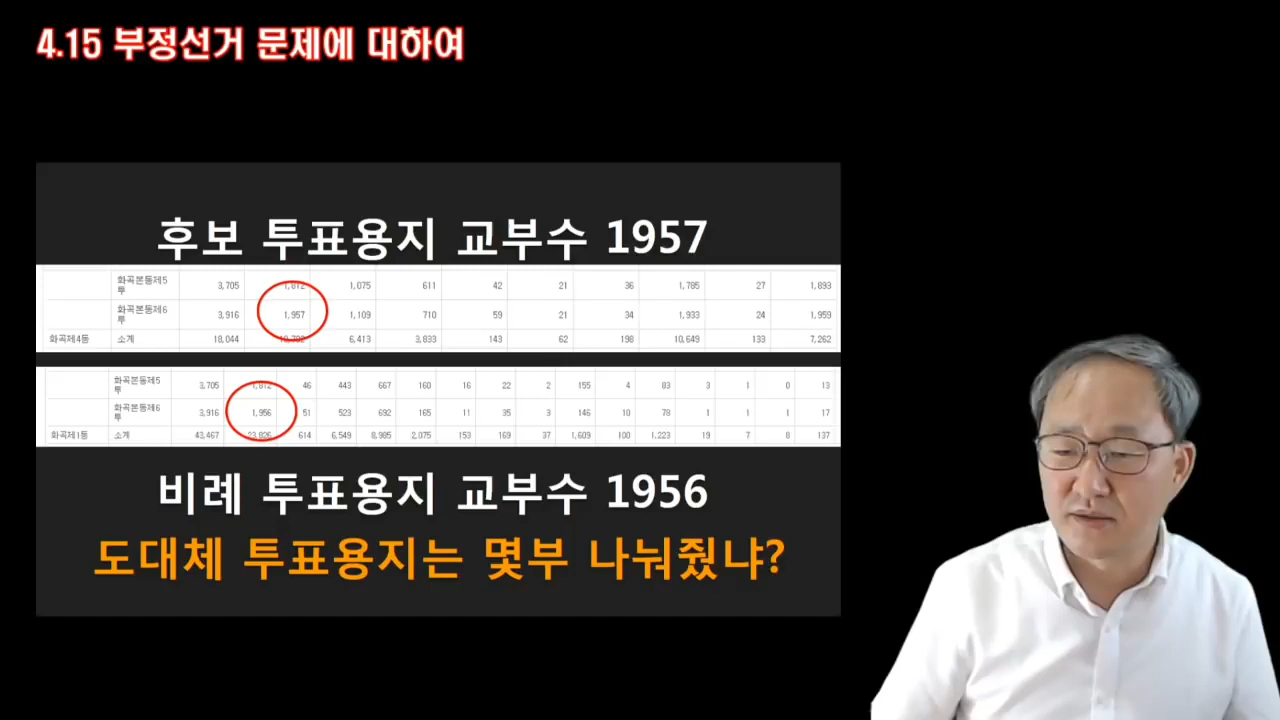 4.15 부정선거 문제에 대하여
후보 투표용지 교부수 1957
화곡본동제5투 3,705 1,812 1,075 611 42 21 36 1,785 27 1,893
화곡본동제6투 3,916 1,957 1,109 710 59 21 34 1,933 24 1,959
화곡제4동 소계 18,044 6,413 3,833 143 62 198 10,649 133 7,262
화곡본동제5투 3,705 1,812 46 443 667 160 16 22 2 155 4 83 3 1 0 13
화곡본동제6투 3,916 1,956 51 523 692 165 11 35 3 146 10 78 1 1 1 17
화곡제1동 소계 43,467 23,826 614 6,549 8,985 2,075 153 169 37 1,609 100 1,223 19 7 8 137
비례 투표용지 교부수 1956
도대체 투표용지는 몇부 나눠줬냐?